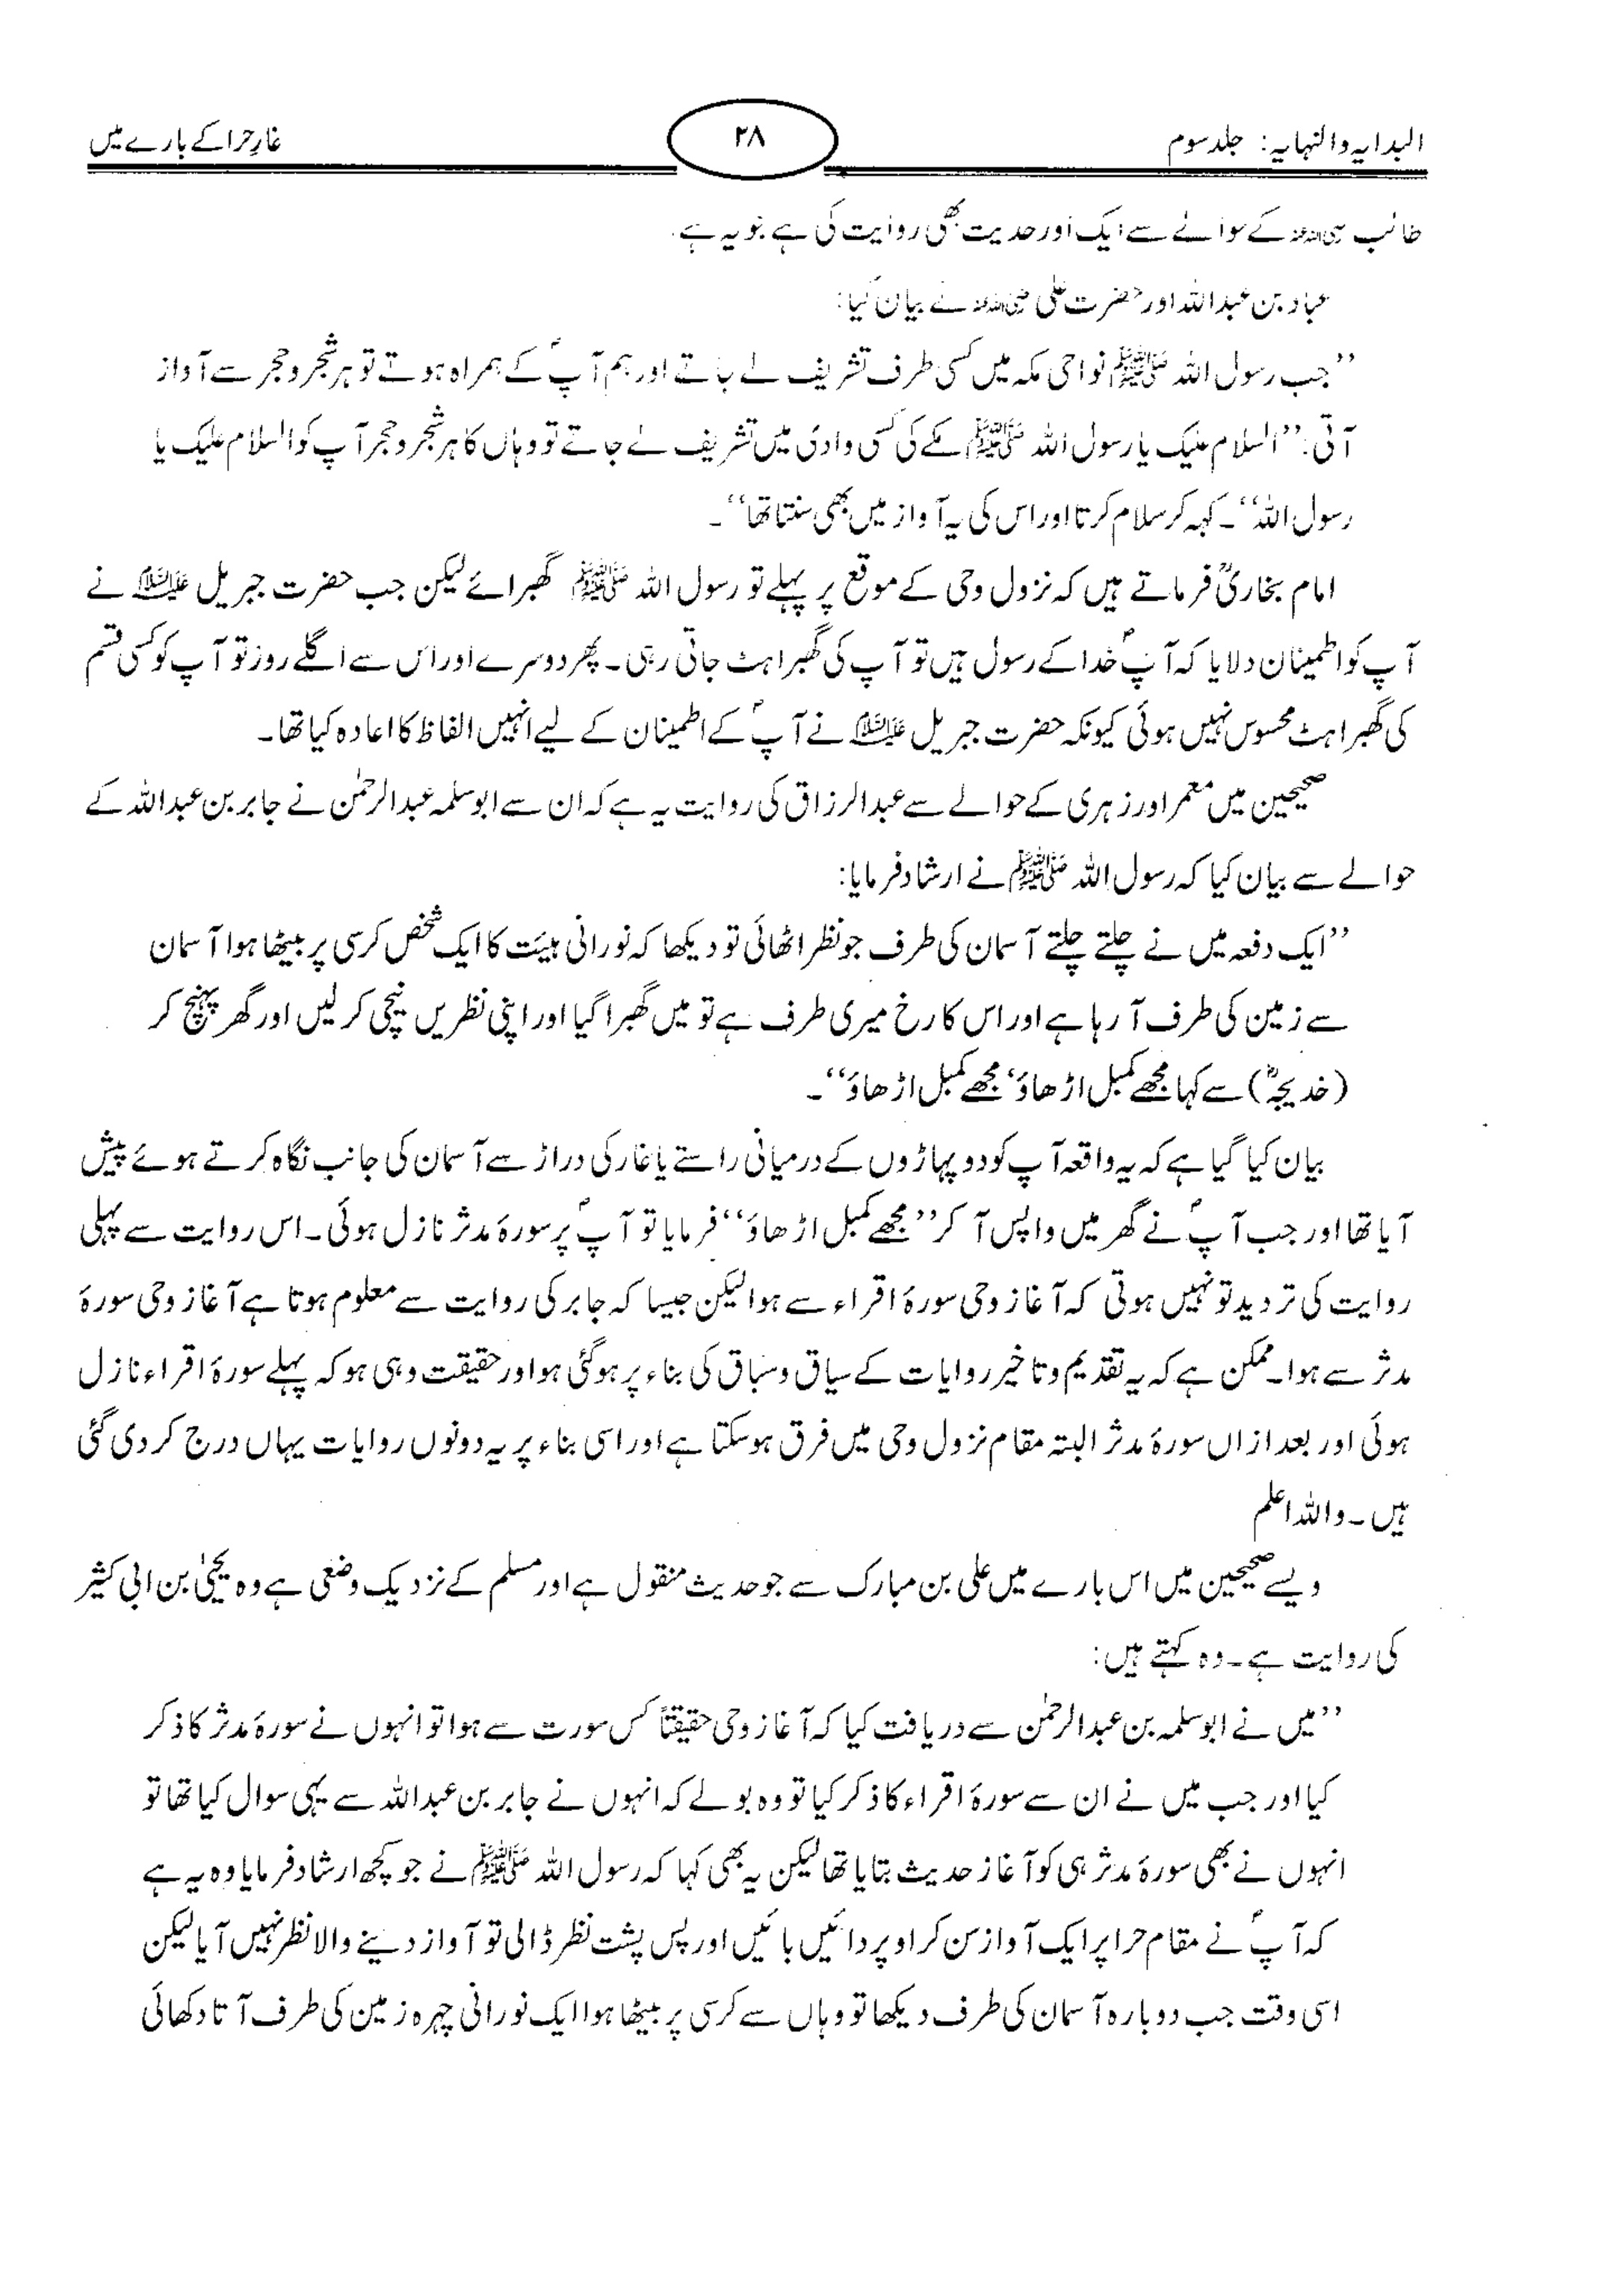 البدایہ والنہایہ: جلد سوم
۲۸
غارِ حرا کے بارے میں
کے حوالے سے ایک اور حدیث بھی روایت کی ہے جو یہ ہے۔
عباد بن عبداللہ اور حضرت علی رضی اللہ عنہ نے بیان کیا:
’’جب رسول اللہ ﷺ نواحی مکہ میں کسی طرف تشریف لے جاتے اور ہم آپؐ کے ہمراہ ہوتے تو ہر شجر و حجر سے آواز
آتی: ’’السلام علیک یا رسول اللہ ﷺ مکے کی کسی وادی میں تشریف لے جاتے تو وہاں کا ہر شجر و حجر آپ کو السلام علیک یا
رسول اللہ‘‘۔ کہہ کر سلام کرتا اور اس کی یہ آواز میں بھی سنتا تھا‘‘۔
امام بخاریؒ فرماتے ہیں کہ نزول وحی کے موقع پر پہلے تو رسول اللہ ﷺ گھبرائے لیکن جب حضرت جبریل علیہ السلام نے
آپ کو اطمینان دلایا کہ آپؐ خدا کے رسول ہیں تو آپ کی گھبراہٹ جاتی رہی۔ پھر دوسرے اور اس سے اگلے روز تو آپ کو کسی قسم
کی گھبراہٹ محسوس نہیں ہوئی کیونکہ حضرت جبریل علیہ السلام نے آپؐ کے اطمینان کے لیے انہیں الفاظ کا اعادہ کیا تھا۔
صحیحین میں معمر اور زہری کے حوالے سے عبدالرزاق کی روایت یہ ہے کہ ان سے ابوسلمہ عبدالرحمٰن نے جابر بن عبداللہ کے
حوالے سے بیان کیا کہ رسول اللہ ﷺ نے ارشاد فرمایا:
’’ایک دفعہ میں نے چلتے چلتے آسمان کی طرف جو نظر اٹھائی تو دیکھا کہ نورانی ہیئت کا ایک شخص کرسی پر بیٹھا ہوا آسمان
سے زمین کی طرف آ رہا ہے اور اس کا رخ میری طرف ہے تو میں گھبرا گیا اور اپنی نظریں نیچی کر لیں اور گھر پہنچ کر
(خدیجہؓ) سے کہا مجھے کمبل اڑھاؤ‘ مجھے کمبل اڑھاؤ‘‘۔
بیان کیا گیا ہے کہ یہ واقعہ آپ کو دو پہاڑوں کے درمیانی راستے یا غار کی دراڑ سے آسمان کی جانب نگاہ کرتے ہوئے پیش
آیا تھا اور جب آپؐ نے گھر میں واپس آ کر ’’مجھے کمبل اڑھاؤ‘‘ فرمایا تو آپؐ پر سورۂ مدثر نازل ہوئی۔ اس روایت سے پہلی
روایت کی تردید تو نہیں ہوتی کہ آغاز وحی سورۂ اقراء سے ہوا لیکن جیسا کہ جابر کی روایت سے معلوم ہوتا ہے آغاز وحی سورۂ
مدثر سے ہوا۔ ممکن ہے کہ یہ تقدیم و تاخیر روایات کے سیاق و سباق کی بناء پر ہو گئی ہو اور حقیقت وہی ہو کہ پہلے سورۂ اقراء نازل
ہوئی اور بعد ازاں سورۂ مدثر البتہ مقام نزول وحی میں فرق ہو سکتا ہے اور اسی بناء پر یہ دونوں روایات یہاں درج کر دی گئی
ہیں۔ واللہ اعلم
ویسے صحیحین میں اس بارے میں علی بن مبارک سے جو حدیث منقول ہے اور مسلم کے نزدیک وضعی ہے وہ یحییٰ بن ابی کثیر
کی روایت ہے۔ وہ کہتے ہیں:
’’میں نے ابوسلمہ بن عبدالرحمٰن سے دریافت کیا کہ آغاز وحی حقیقتاً کس سورت سے ہوا تو انہوں نے سورۂ مدثر کا ذکر
کیا اور جب میں نے ان سے سورۂ اقراء کا ذکر کیا تو وہ بولے کہ انہوں نے جابر بن عبداللہ سے یہی سوال کیا تھا تو
انہوں نے بھی سورۂ مدثر ہی کو آغاز حدیث بتایا تھا لیکن یہ بھی کہا کہ رسول اللہ ﷺ نے جو کچھ ارشاد فرمایا وہ یہ ہے
کہ آپؐ نے مقام حرا پر ایک آواز سن کر اوپر دائیں بائیں اور پس پشت نظر ڈالی تو آواز دینے والا نظر نہیں آیا لیکن
اسی وقت جب دوبارہ آسمان کی طرف دیکھا تو وہاں سے کرسی پر بیٹھا ہوا ایک نورانی چہرہ زمین کی طرف آتا دکھائی